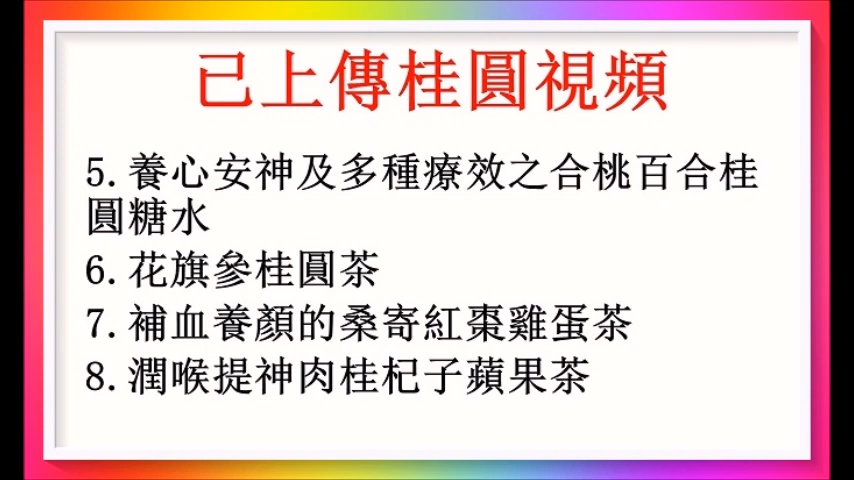 已上傳桂圓視頻
5.養心安神及多種療效之合桃百合桂
圓糖水
6.花旗參桂圓茶
7.補血養顏的桑寄紅棗雞蛋茶
8.潤喉提神肉桂杞子蘋果茶